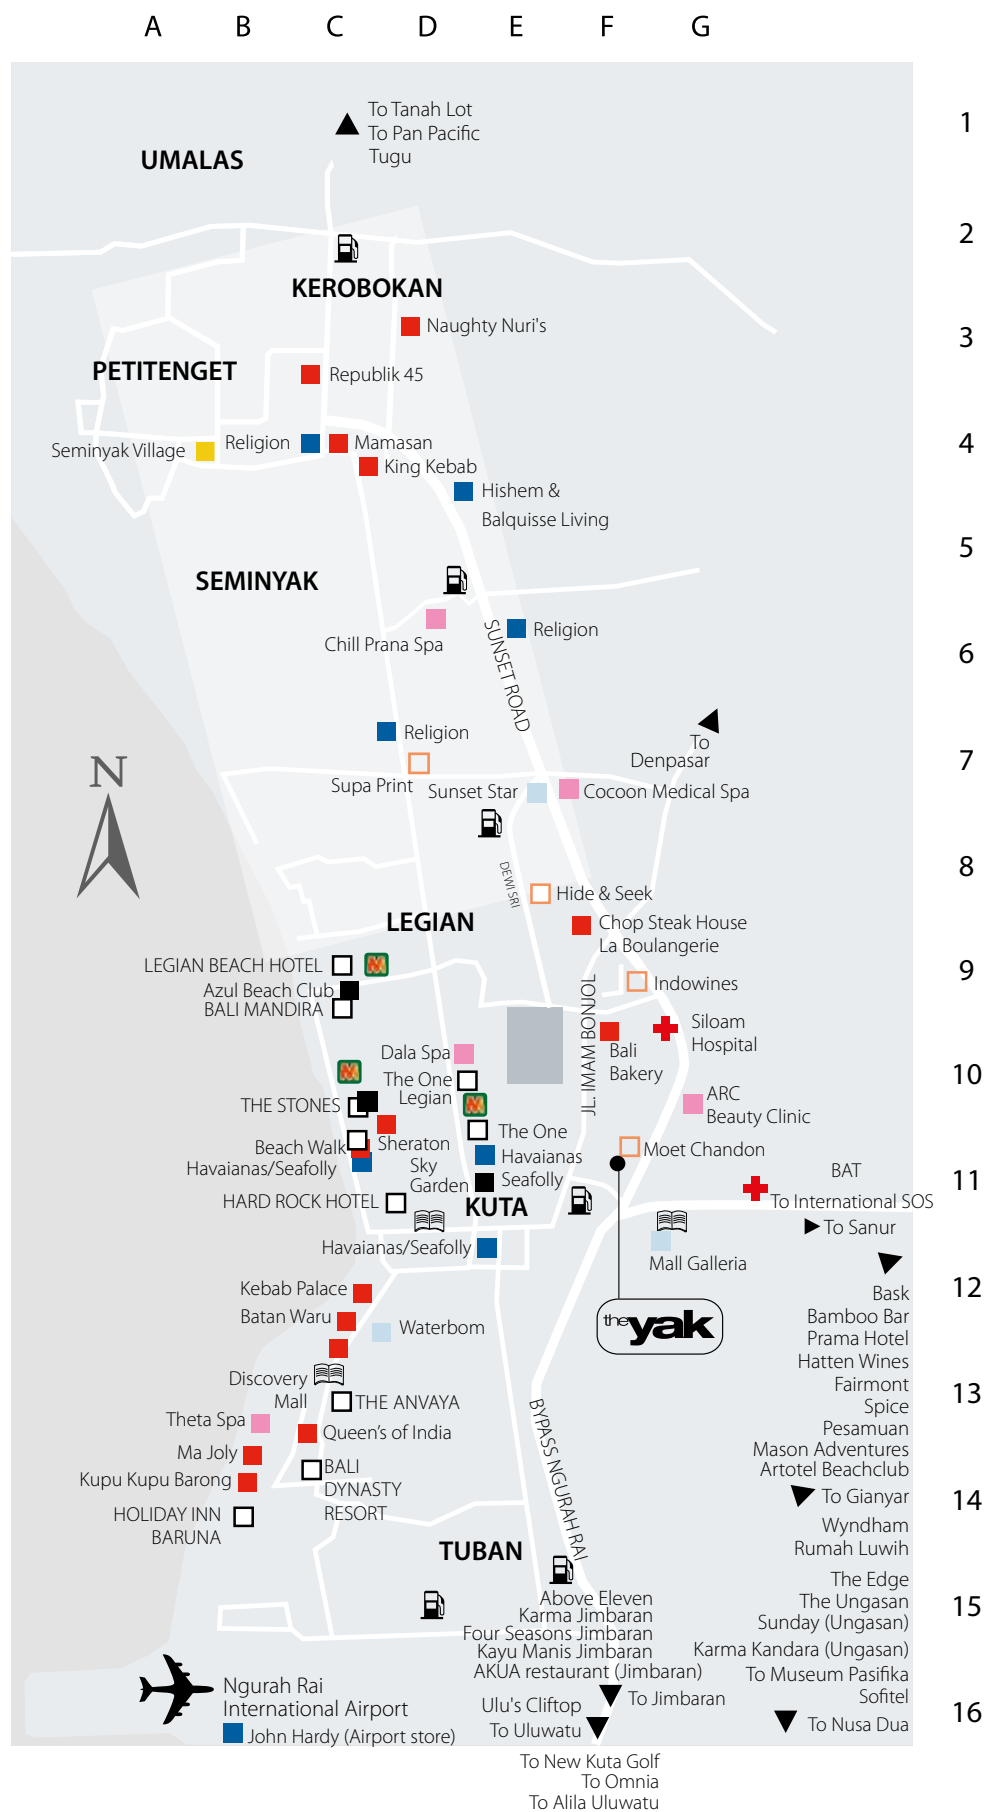 A B C D E F G
1
To Tanah Lot
To Pan Pacific
Tugu
UMALAS
2
KEROBOKAN
3
Naughty Nuri's
PETITENGET
Republik 45
4
Seminyak Village
Religion
Mamasan
King Kebab
Hishem &
Balquisse Living
5
SEMINYAK
Chill Prana Spa
SUNSET ROAD
Religion
6
Religion
To
Denpasar
7
Supa Print
Sunset Star
Cocoon Medical Spa
N
8
DEWI SRI
Hide & Seek
LEGIAN
Chop Steak House
La Boulangerie
9
LEGIAN BEACH HOTEL
Azul Beach Club
BALI MANDIRA
Indowines
JL. IMAM BONJOL
Siloam
Hospital
Bali
Bakery
Dala Spa
10
The One
Legian
ARC
Beauty Clinic
THE STONES
The One
Sheraton
Beach Walk
Havaianas/Seafolly
Moet Chandon
Havaianas
Seafolly
Sky
Garden
11
BAT
To International SOS
HARD ROCK HOTEL
KUTA
To Sanur
Havaianas/Seafolly
Mall Galleria
12
Kebab Palace
Batan Waru
Waterbom
the yak
Bask
Bamboo Bar
Prama Hotel
Hatten Wines
Fairmont
Spice
Pesamuan
Mason Adventures
Artotel Beachclub
13
Discovery
Mall
THE ANVAYA
Theta Spa
Queen's of India
Ma Joly
BYPASS NGURAH RAI
Kupu Kupu Barong
BALI
DYNASTY
RESORT
14
To Gianyar
HOLIDAY INN
BARUNA
Wyndham
Rumah Luwih
TUBAN
15
The Edge
The Ungasan
Sunday (Ungasan)
Karma Kandara (Ungasan)
To Museum Pasifika
Sofitel
Above Eleven
Karma Jimbaran
Four Seasons Jimbaran
Kayu Manis Jimbaran
AKUA restaurant (Jimbaran)
To Jimbaran
16
Ngurah Rai
International Airport
John Hardy (Airport store)
Ulu's Cliftop
To Uluwatu
To Nusa Dua
To New Kuta Golf
To Omnia
To Alila Uluwatu